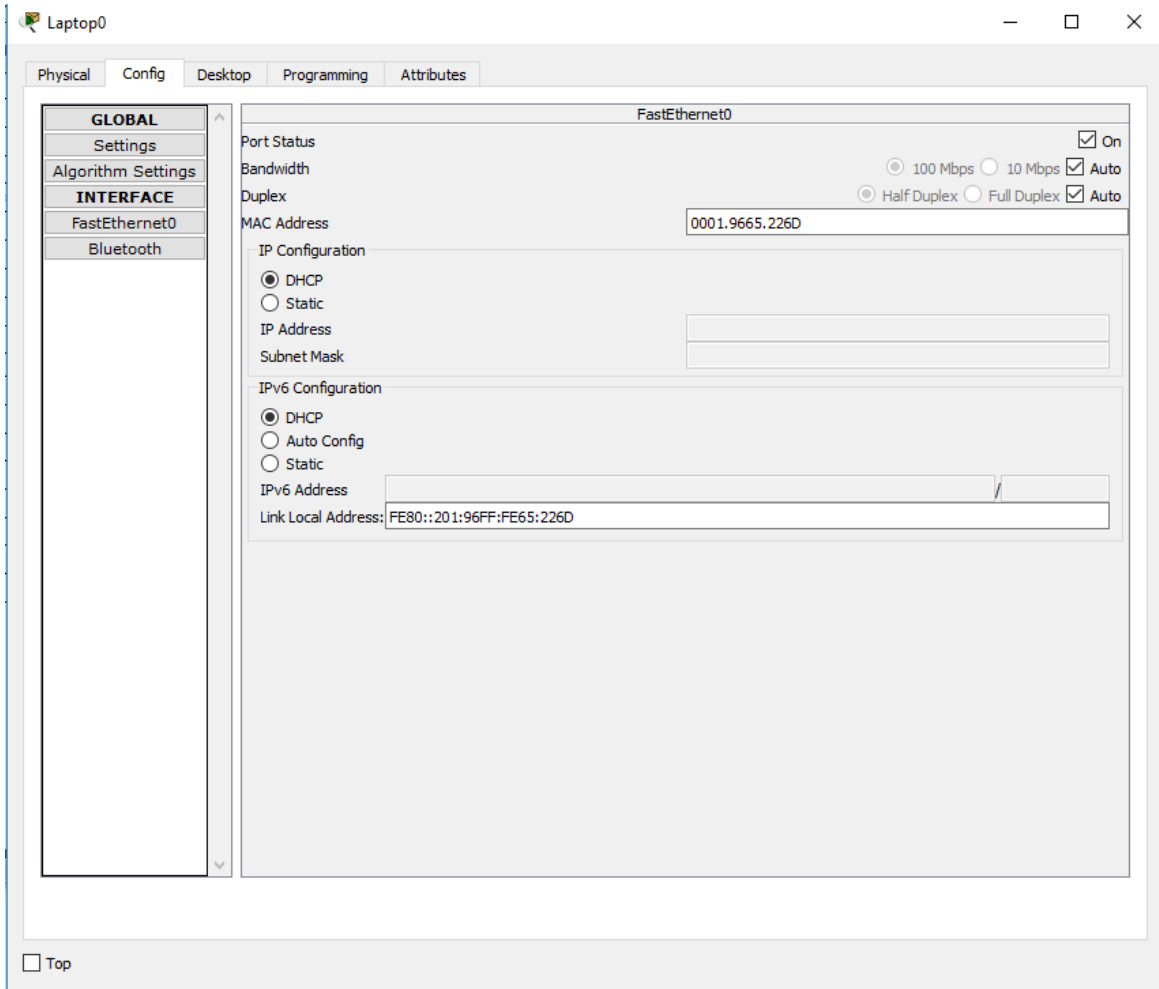 Laptop0
Physical Config Desktop Programming Attributes
GLOBAL
Settings
Algorithm Settings
INTERFACE
FastEthernet0
Bluetooth
FastEthernet0
Port Status On
Bandwidth 100 Mbps 10 Mbps Auto
Duplex Half Duplex Full Duplex Auto
MAC Address 0001.9665.226D
IP Configuration
DHCP
Static
IP Address
Subnet Mask
IPv6 Configuration
DHCP
Auto Config
Static
IPv6 Address /
Link Local Address: FE80::201:96FF:FE65:226D
Top